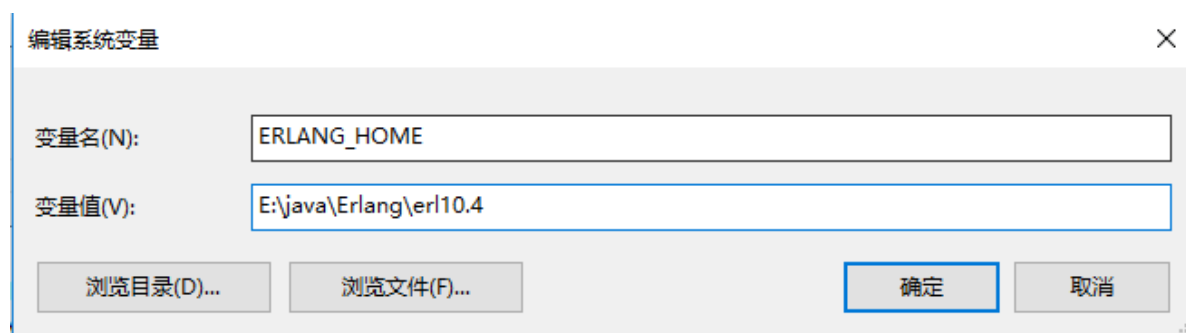 编辑系统变量
变量名(N): ERLANG_HOME
变量值(V): E:\java\Erlang\erl10.4
浏览目录(D)... 浏览文件(F)... 确定 取消